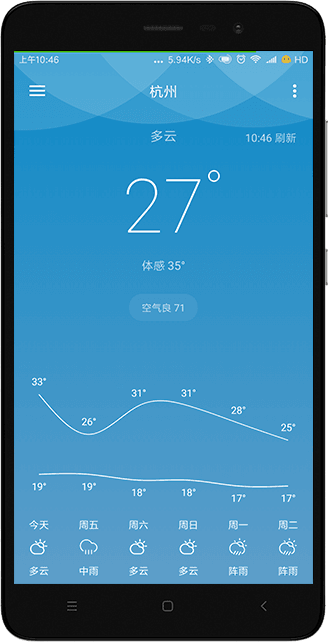 上午10:46 ... 5.94K/s HD
杭州
多云
10:46 刷新
27°
体感 35°
空气良 71
33° 26° 31° 31° 28° 25°
19° 19° 18° 18° 17° 17°
今天 周五 周六 周日 周一 周二
多云 中雨 多云 多云 阵雨 阵雨